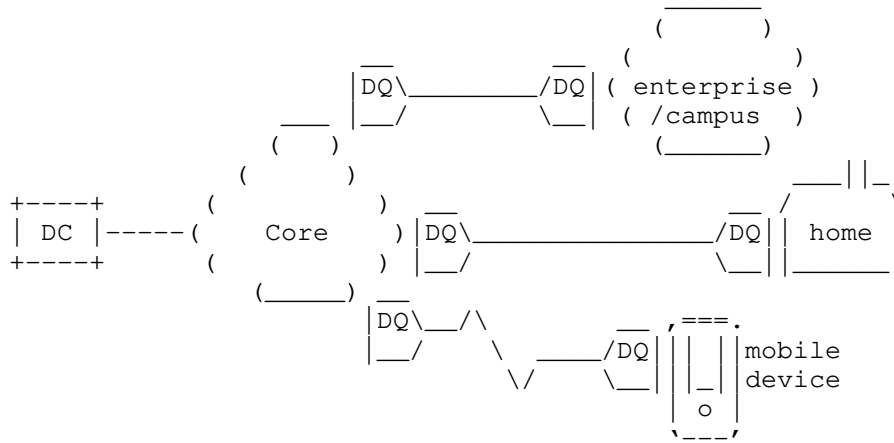 DQ DQ enterprise
/campus
DC Core DQ DQ home
DQ
DQ mobile
device